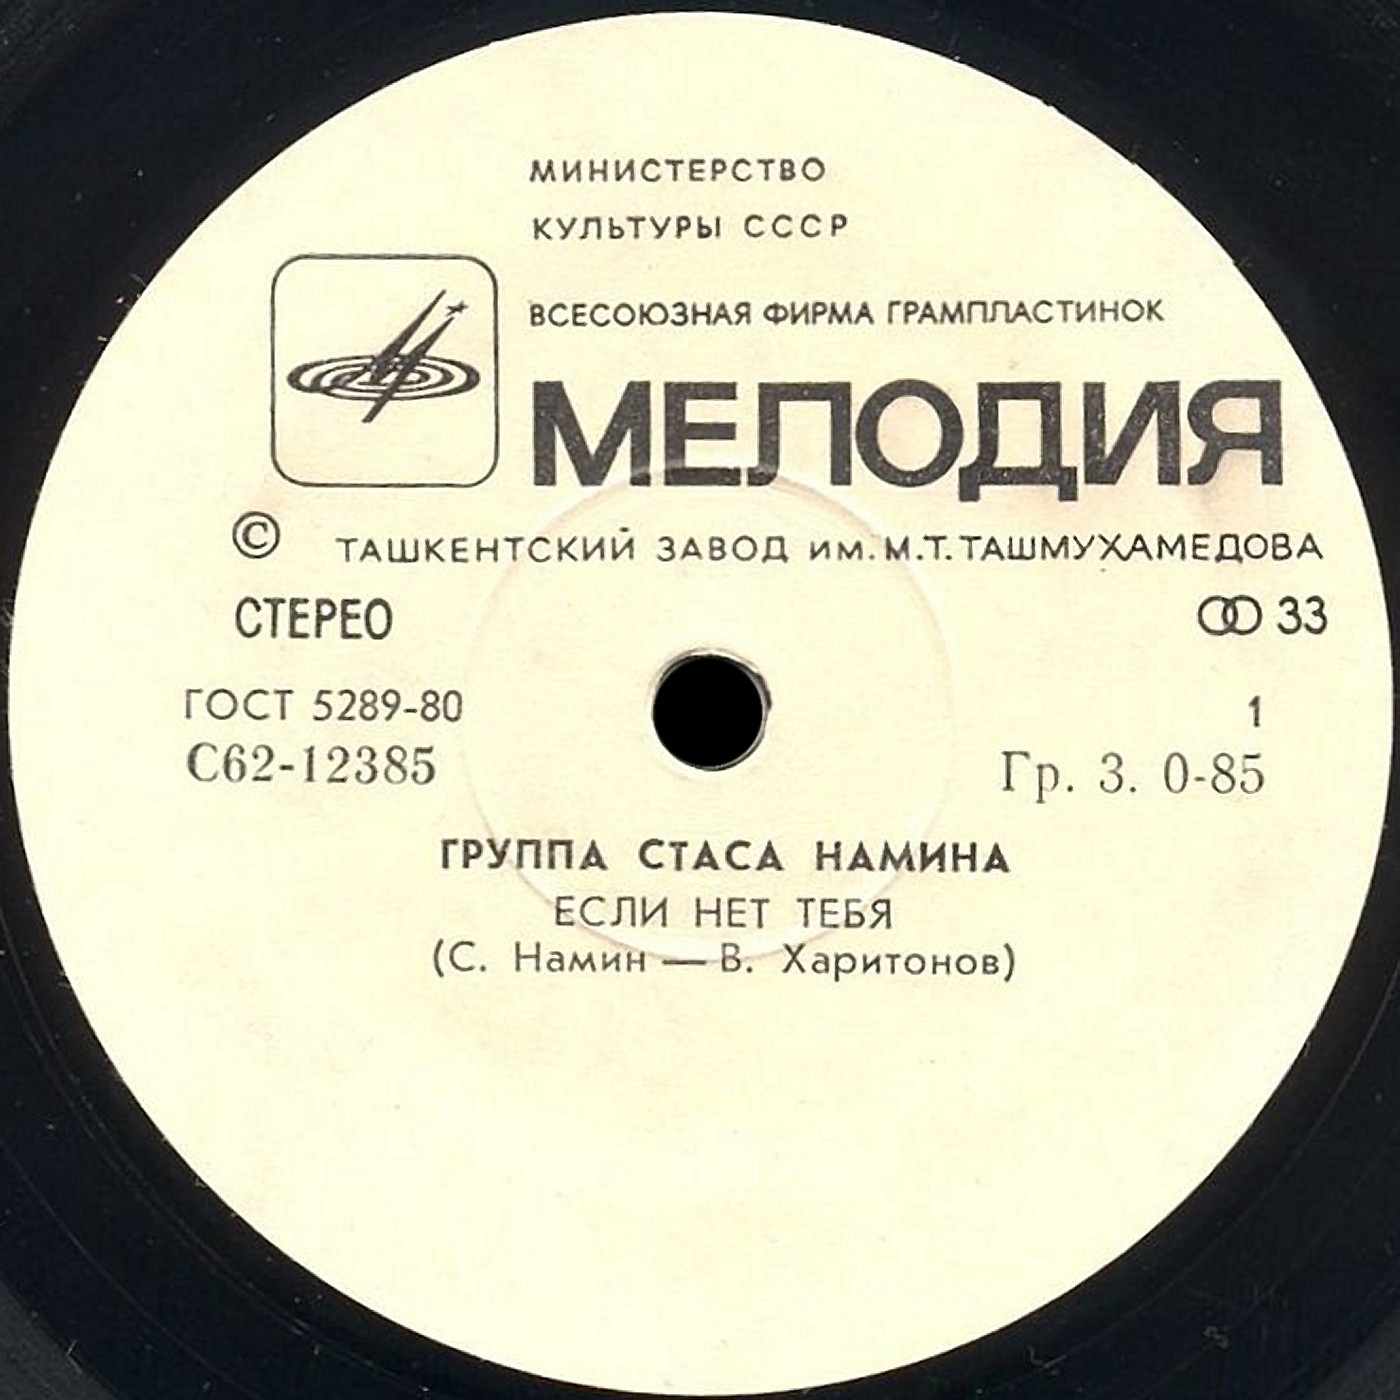 МИНИСТЕРСТВО
КУЛЬТУРЫ СССР
ВСЕСОЮЗНАЯ ФИРМА ГРАМПЛАСТИНОК
МЕЛОДИЯ
© ТАШКЕНТСКИЙ ЗАВОД ИМ. М.Т. ТАШМУХАМЕДОВА
СТЕРЕО 33
ГОСТ 5289-80 1
С62-12385 Гр. 3. 0-85
ГРУППА СТАСА НАМИНА
ЕСЛИ НЕТ ТЕБЯ
(С. Намин — В. Харитонов)